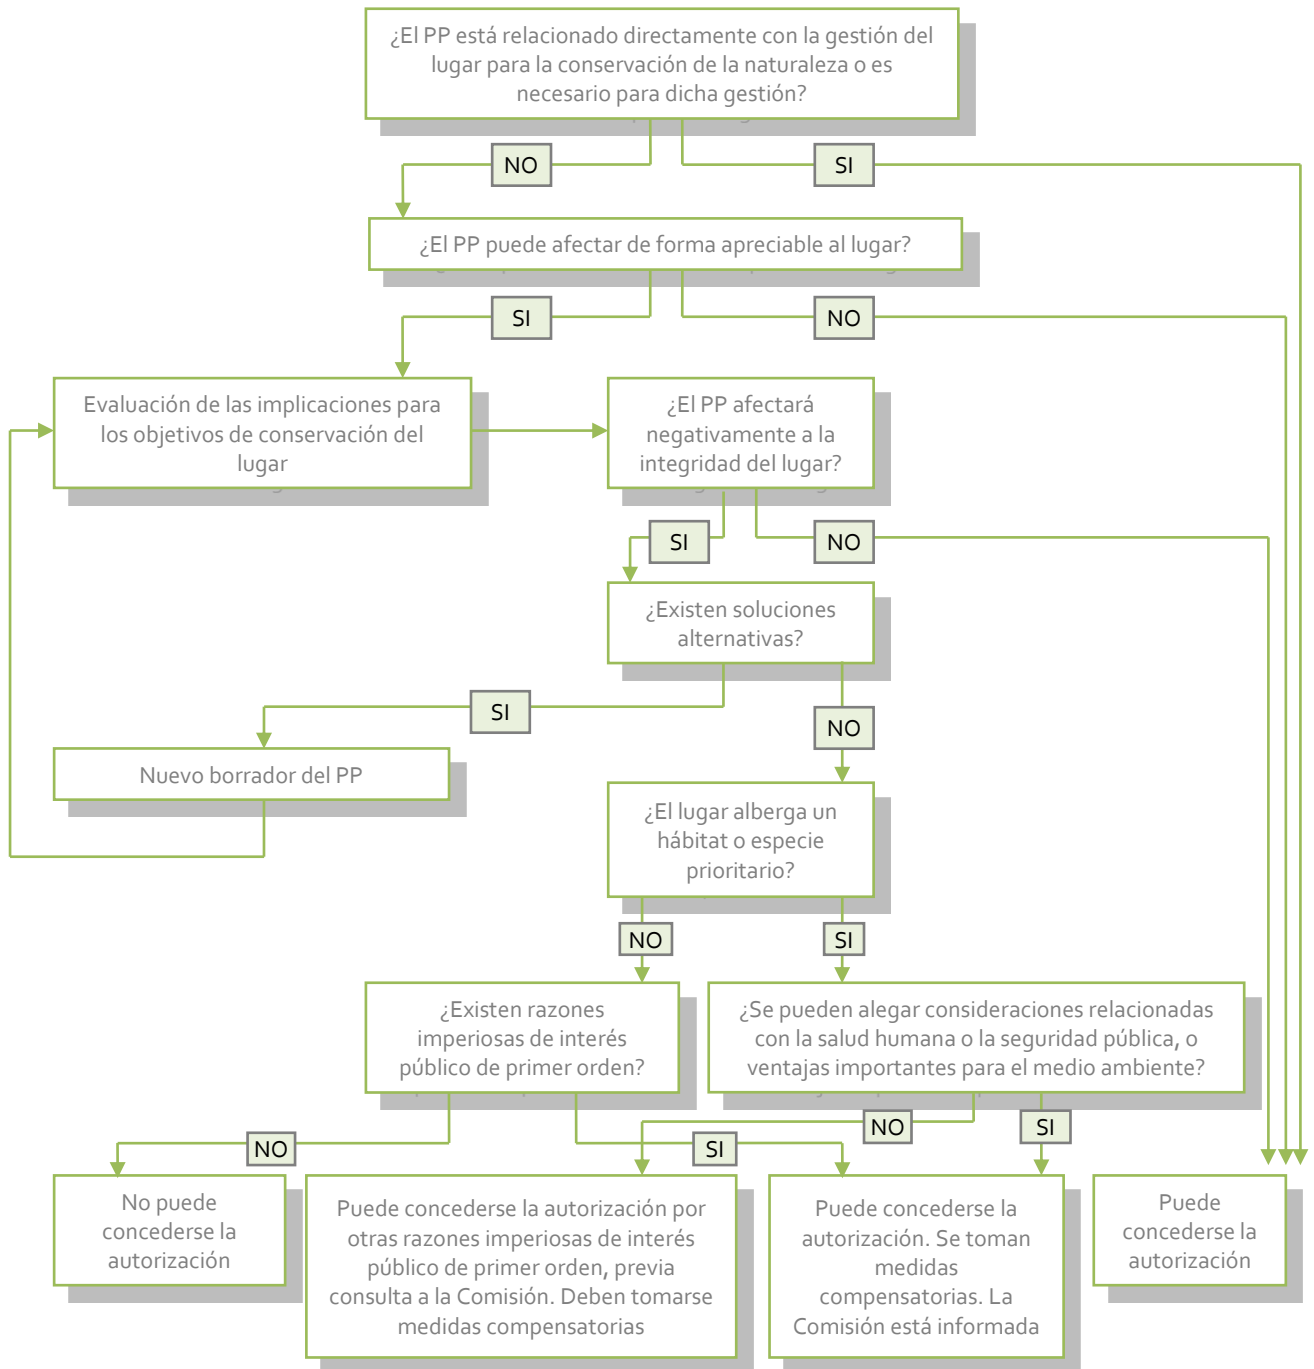 ¿El PP está relacionado directamente con la gestión del
lugar para la conservación de la naturaleza o es
necesario para dicha gestión?
NO
SI
¿El PP puede afectar de forma apreciable al lugar?
SI
NO
Evaluación de las implicaciones para
los objetivos de conservación del
lugar
¿El PP afectará
negativamente a la
integridad del lugar?
SI
NO
¿Existen soluciones
alternativas?
SI
NO
Nuevo borrador del PP
¿El lugar alberga un
hábitat o especie
prioritario?
NO
SI
¿Existen razones
imperiosas de interés
público de primer orden?
¿Se pueden alegar consideraciones relacionadas
con la salud humana o la seguridad pública, o
ventajas importantes para el medio ambiente?
NO
SI
NO
SI
No puede
concederse la
autorización
Puede concederse la autorización por
otras razones imperiosas de interés
público de primer orden, previa
consulta a la Comisión. Deben tomarse
medidas compensatorias
Puede concederse la
autorización. Se toman
medidas
compensatorias. La
Comisión está informada
Puede
concederse la
autorización